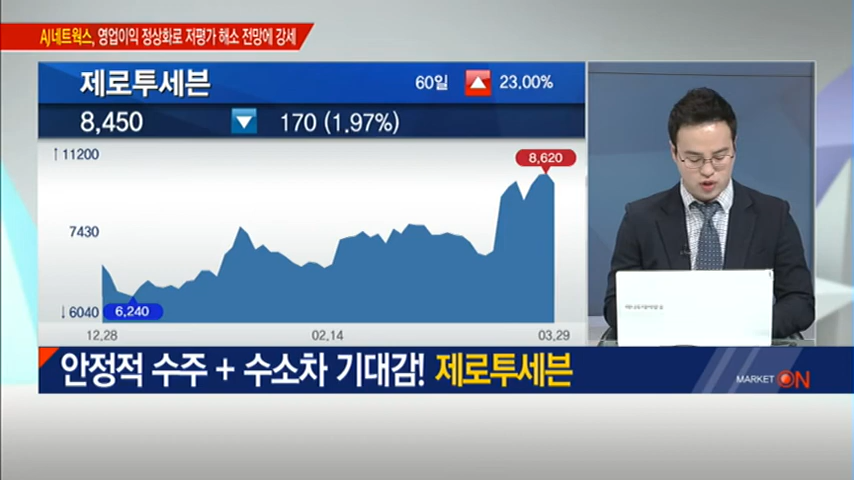 AJ네트웍스, 영업이익 정상화로 저평가 해소 전망에 강세
제로투세븐
60일 ▲ 23.00%
8,450 ▼ 170 (1.97%)
↑11200
8,620
7430
↓6040
6,240
12.28
02.14
03.29
안정적 수주 + 수소차 기대감! 제로투세븐
MARKET ON